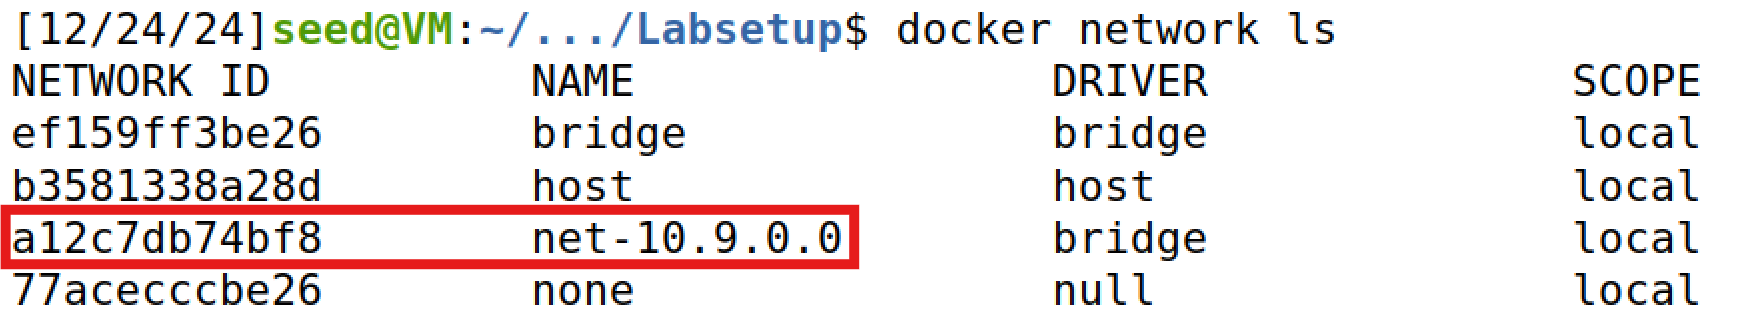 [12/24/24]seed@VM:~/.../Labsetup$ docker network ls
NETWORK ID          NAME                DRIVER              SCOPE
ef159ff3be26        bridge              bridge              local
b3581338a28d        host                host                local
a12c7db74bf8        net-10.9.0.0        bridge              local
77acecccbe26        none                null                local